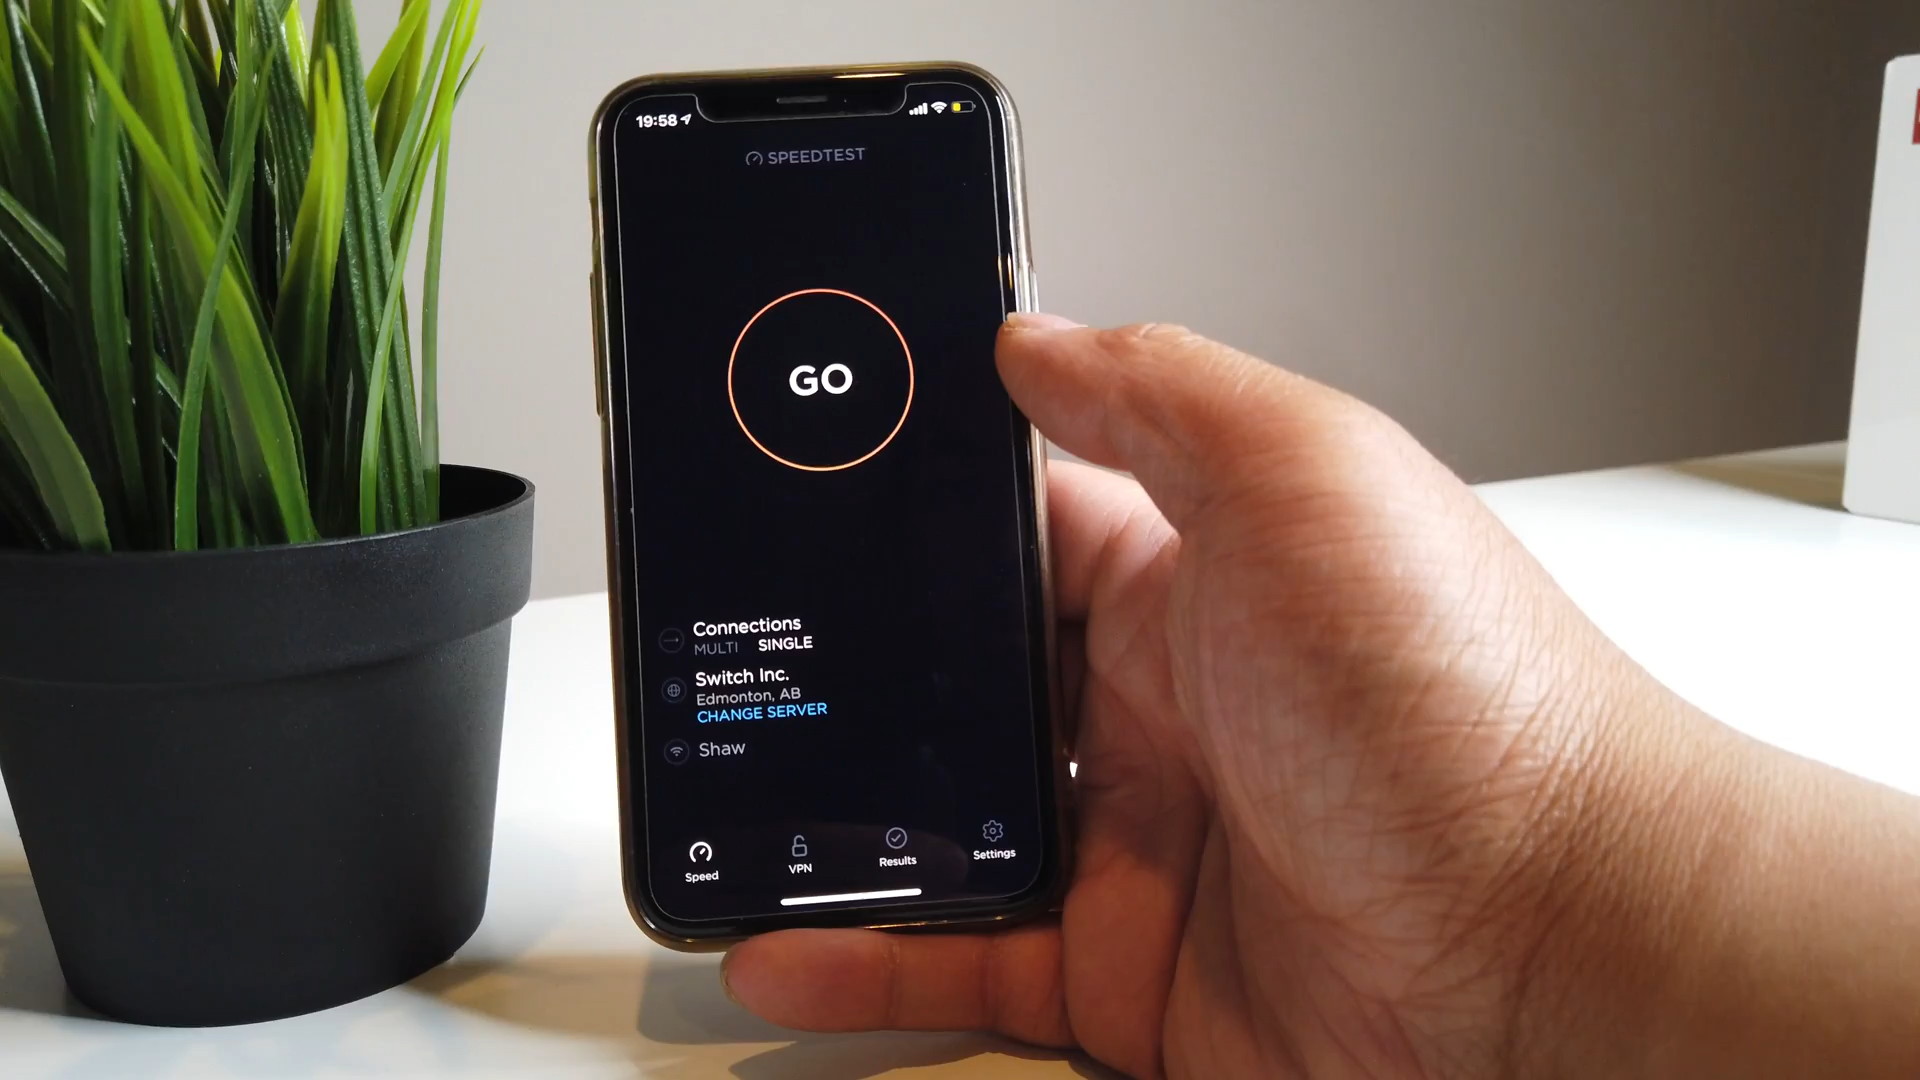 19:58
SPEEDTEST
GO
Connections
MULTI SINGLE
Switch Inc.
Edmonton, AB
CHANGE SERVER
Shaw
Speed
VPN
Results
Settings